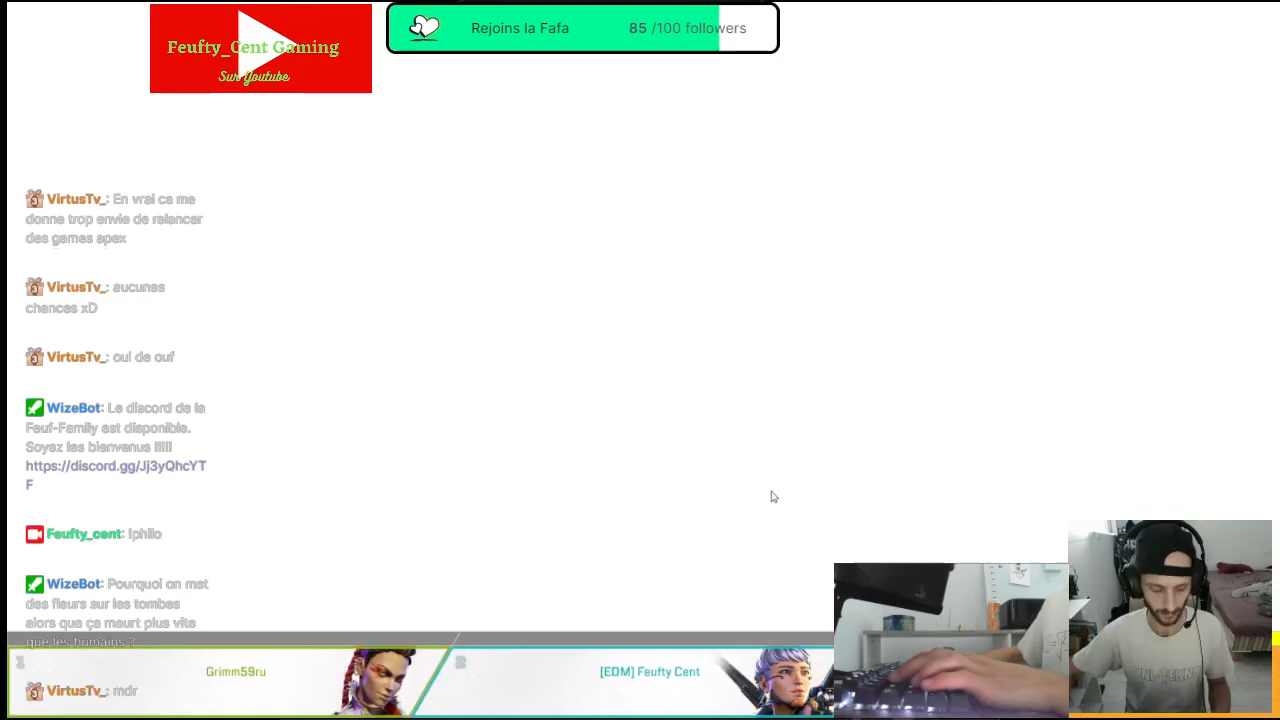 Feufty_Cent Gaming
Sur Youtube
Rejoins la Fafa 85 /100 followers
VirtusTv_: En vrai ca me
donne trop envie de relancer
des games apex
VirtusTv_: aucunes
chances xD
VirtusTv_: oui de ouf
WizeBot: Le discord de la
Feuf-Family est disponible.
Soyez les bienvenus !!!!!
https://discord.gg/Jj3yQhcYT
F
Feufty_cent: !philo
WizeBot: Pourquoi on met
des fleurs sur les tombes
alors que ça meurt plus vite
que les humains ?
1
Grimm59ru
2
[EDM] Feufty Cent
VirtusTv_: mdr